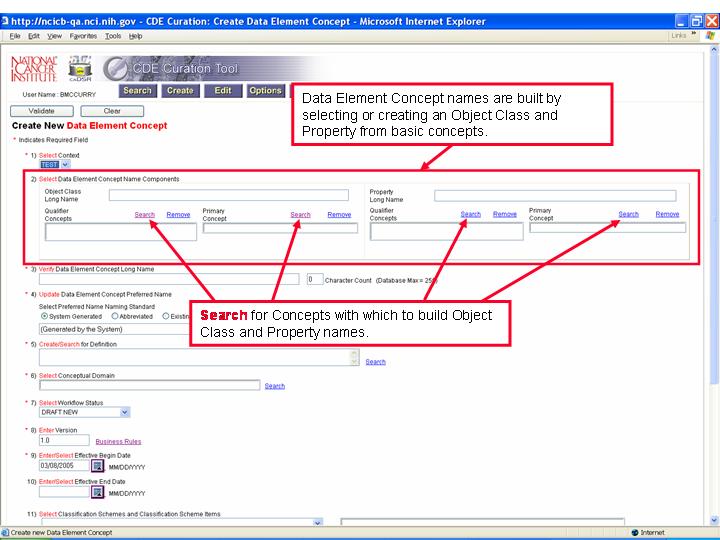 http://ncicb-qa.nci.nih.gov - CDE Curation: Create Data Element Concept - Microsoft Internet Explorer
File Edit View Favorites Tools Help
Links »
NATIONAL CANCER INSTITUTE
caDSR
CDE Curation Tool
User Name : BMCCURRY
Search Create Edit Options
Validate Clear
Data Element Concept names are built by
selecting or creating an Object Class and
Property from basic concepts.
Create New Data Element Concept
* Indicates Required Field
* 1) Select Context
TEST
2) Select Data Element Concept Name Components
Object Class
Long Name
Property
Long Name
Qualifier
Concepts
Search Remove
Primary
Concept
Search Remove
Qualifier
Concepts
Search Remove
Primary
Concept
Search Remove
* 3) Verify Data Element Concept Long Name
0 Character Count (Database Max = 255)
* 4) Update Data Element Concept Preferred Name
Select Preferred Name Naming Standard
System Generated Abbreviated Existin
(Generated by the System)
Search for Concepts with which to build Object
Class and Property names.
* 5) Create/Search for Definition
Search
* 6) Select Conceptual Domain
Search
* 7) Select Workflow Status
DRAFT NEW
* 8) Enter Version
1.0 Business Rules
* 9) Enter/Select Effective Begin Date
03/08/2005 MM/DD/YYYY
10) Enter/Select Effective End Date
MM/DD/YYYY
11) Select Classification Schemes and Classification Scheme Items
Create new Data Element Concept
Internet